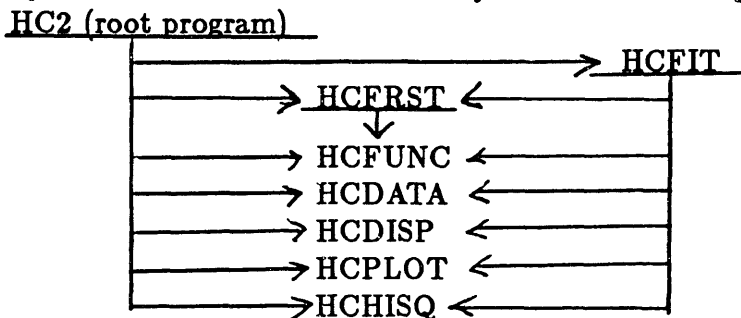 HC2 (root program)
HCFIT
HCFRST
HCFUNC
HCDATA
HCDISP
HCPLOT
HCHISQ